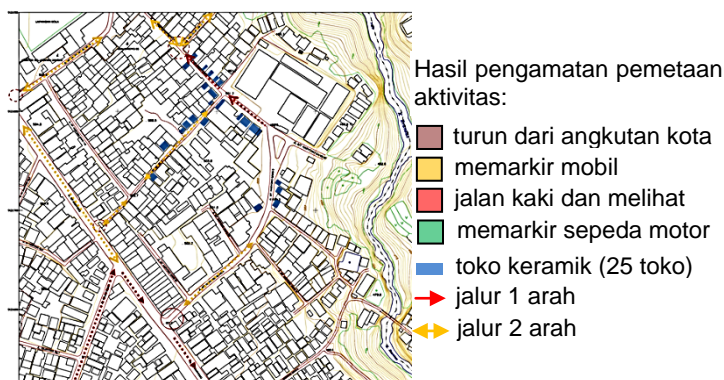 Hasil pengamatan pemetaan
aktivitas:
turun dari angkutan kota
memarkir mobil
jalan kaki dan melihat
memarkir sepeda motor
toko keramik (25 toko)
jalur 1 arah
jalur 2 arah